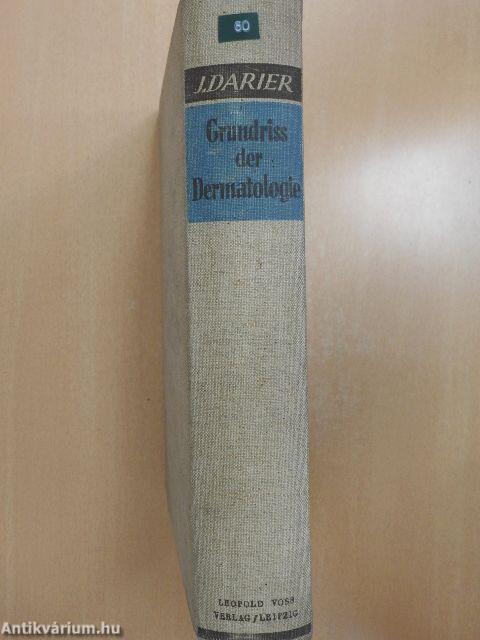 60
J. DARIER
Grundriss
der
Dermatologie
LEOPOLD VOSS
VERLAG/LEIPZIG
Antikvárium.hu